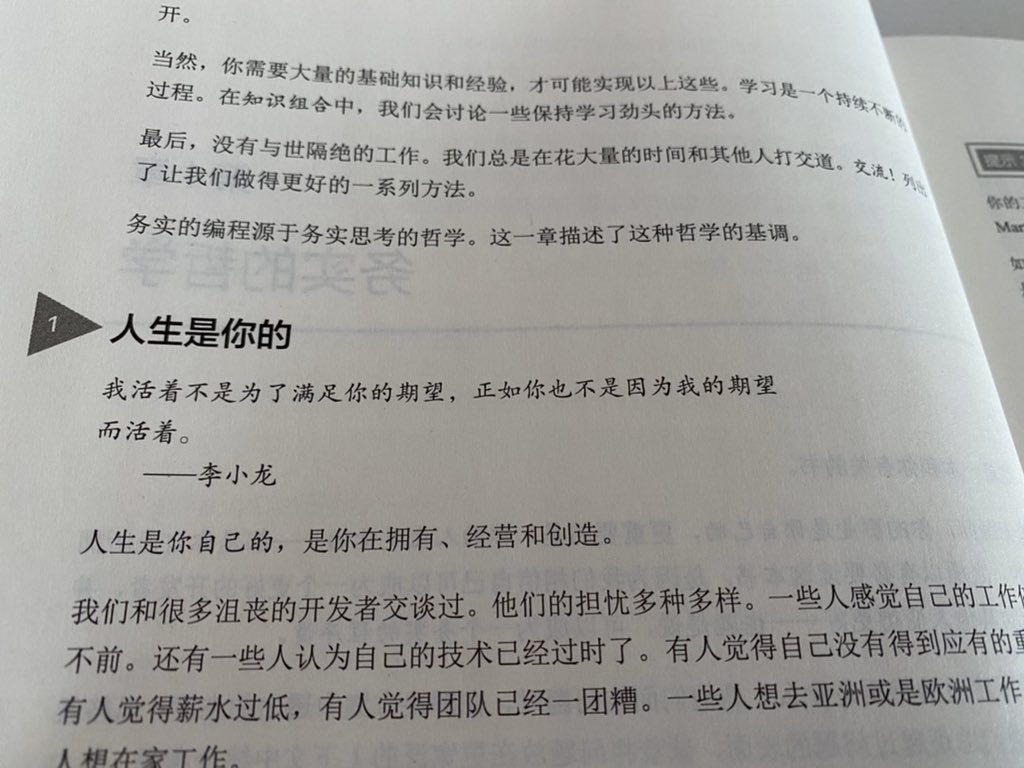 开。
当然，你需要大量的基础知识和经验，才可能实现以上这些。学习是一个持续不断的
过程。在知识组合中，我们会讨论一些保持学习劲头的方法。
最后，没有与世隔绝的工作。我们总是在花大量的时间和其他人打交道。交流！列出
了让我们做得更好的一系列方法。
务实的编程源于务实思考的哲学。这一章描述了这种哲学的基调。
1 人生是你的
我活着不是为了满足你的期望，正如你也不是因为我的期望
而活着。
——李小龙
人生是你自己的，是你在拥有、经营和创造。
我们和很多沮丧的开发者交谈过。他们的担忧多种多样。一些人感觉自己的工作
不前。还有一些人认为自己的技术已经过时了。有人觉得自己没有得到应有的重
有人觉得薪水过低，有人觉得团队已经一团糟。一些人想去亚洲或是欧洲工作
人想在家工作。
提示
你的
Mar
如